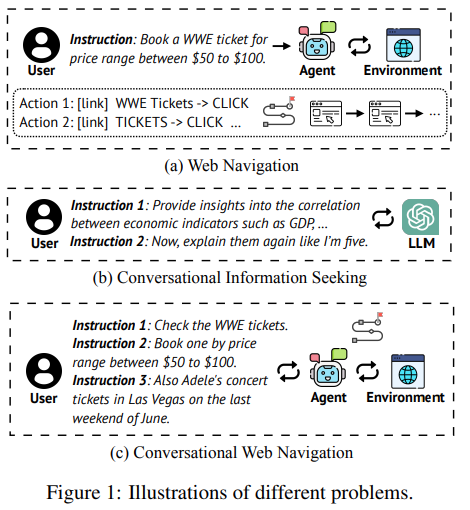 Instruction: Book a WWE ticket for
price range between $50 to $100.
User
Agent
Environment
Action 1: [link] WWE Tickets -> CLICK
Action 2: [link] TICKETS -> CLICK ...
...
(a) Web Navigation
Instruction 1: Provide insights into the correlation
between economic indicators such as GDP, ...
Instruction 2: Now, explain them again like I'm five.
User
LLM
(b) Conversational Information Seeking
Instruction 1: Check the WWE tickets.
Instruction 2: Book one by price
range between $50 to $100.
Instruction 3: Also Adele's concert
tickets in Las Vegas on the last
weekend of June.
User
Agent
Environment
(c) Conversational Web Navigation
Figure 1: Illustrations of different problems.